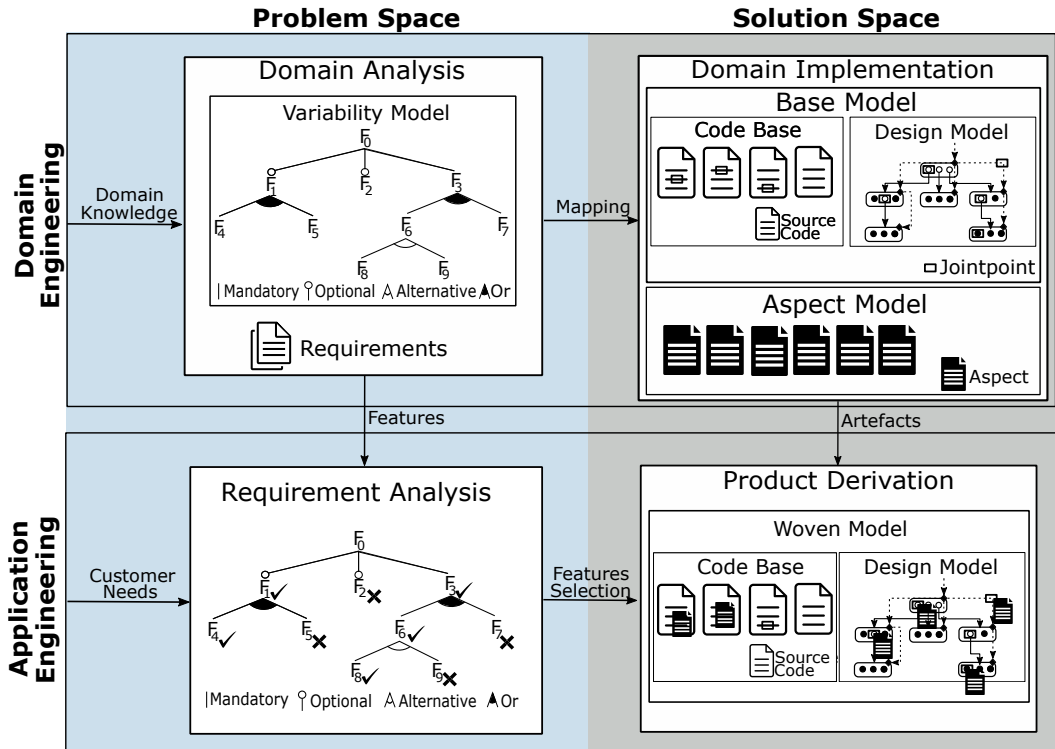 Problem Space
Solution Space
Domain
Engineering
Domain
Knowledge
Domain Analysis
Variability Model
F0
F1
F2
F3
F4
F5
F6
F7
F8
F9
Mandatory Optional Alternative Or
Requirements
Mapping
Domain Implementation
Base Model
Code Base
Source
Code
Design Model
Jointpoint
Aspect Model
Aspect
Features
Artefacts
Application
Engineering
Customer
Needs
Requirement Analysis
F0
F1
F2
F3
F4
F5
F6
F7
F8
F9
Mandatory Optional Alternative Or
Features
Selection
Product Derivation
Woven Model
Code Base
Source
Code
Design Model